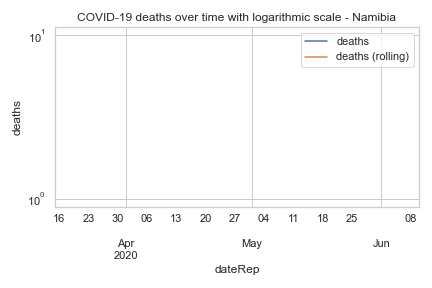 COVID-19 deaths over time with logarithmic scale - Namibia
10¹
deaths
deaths (rolling)
deaths
10⁰
16 23 30 06 13 20 27 04 11 18 25 08
Apr May Jun
2020
dateRep